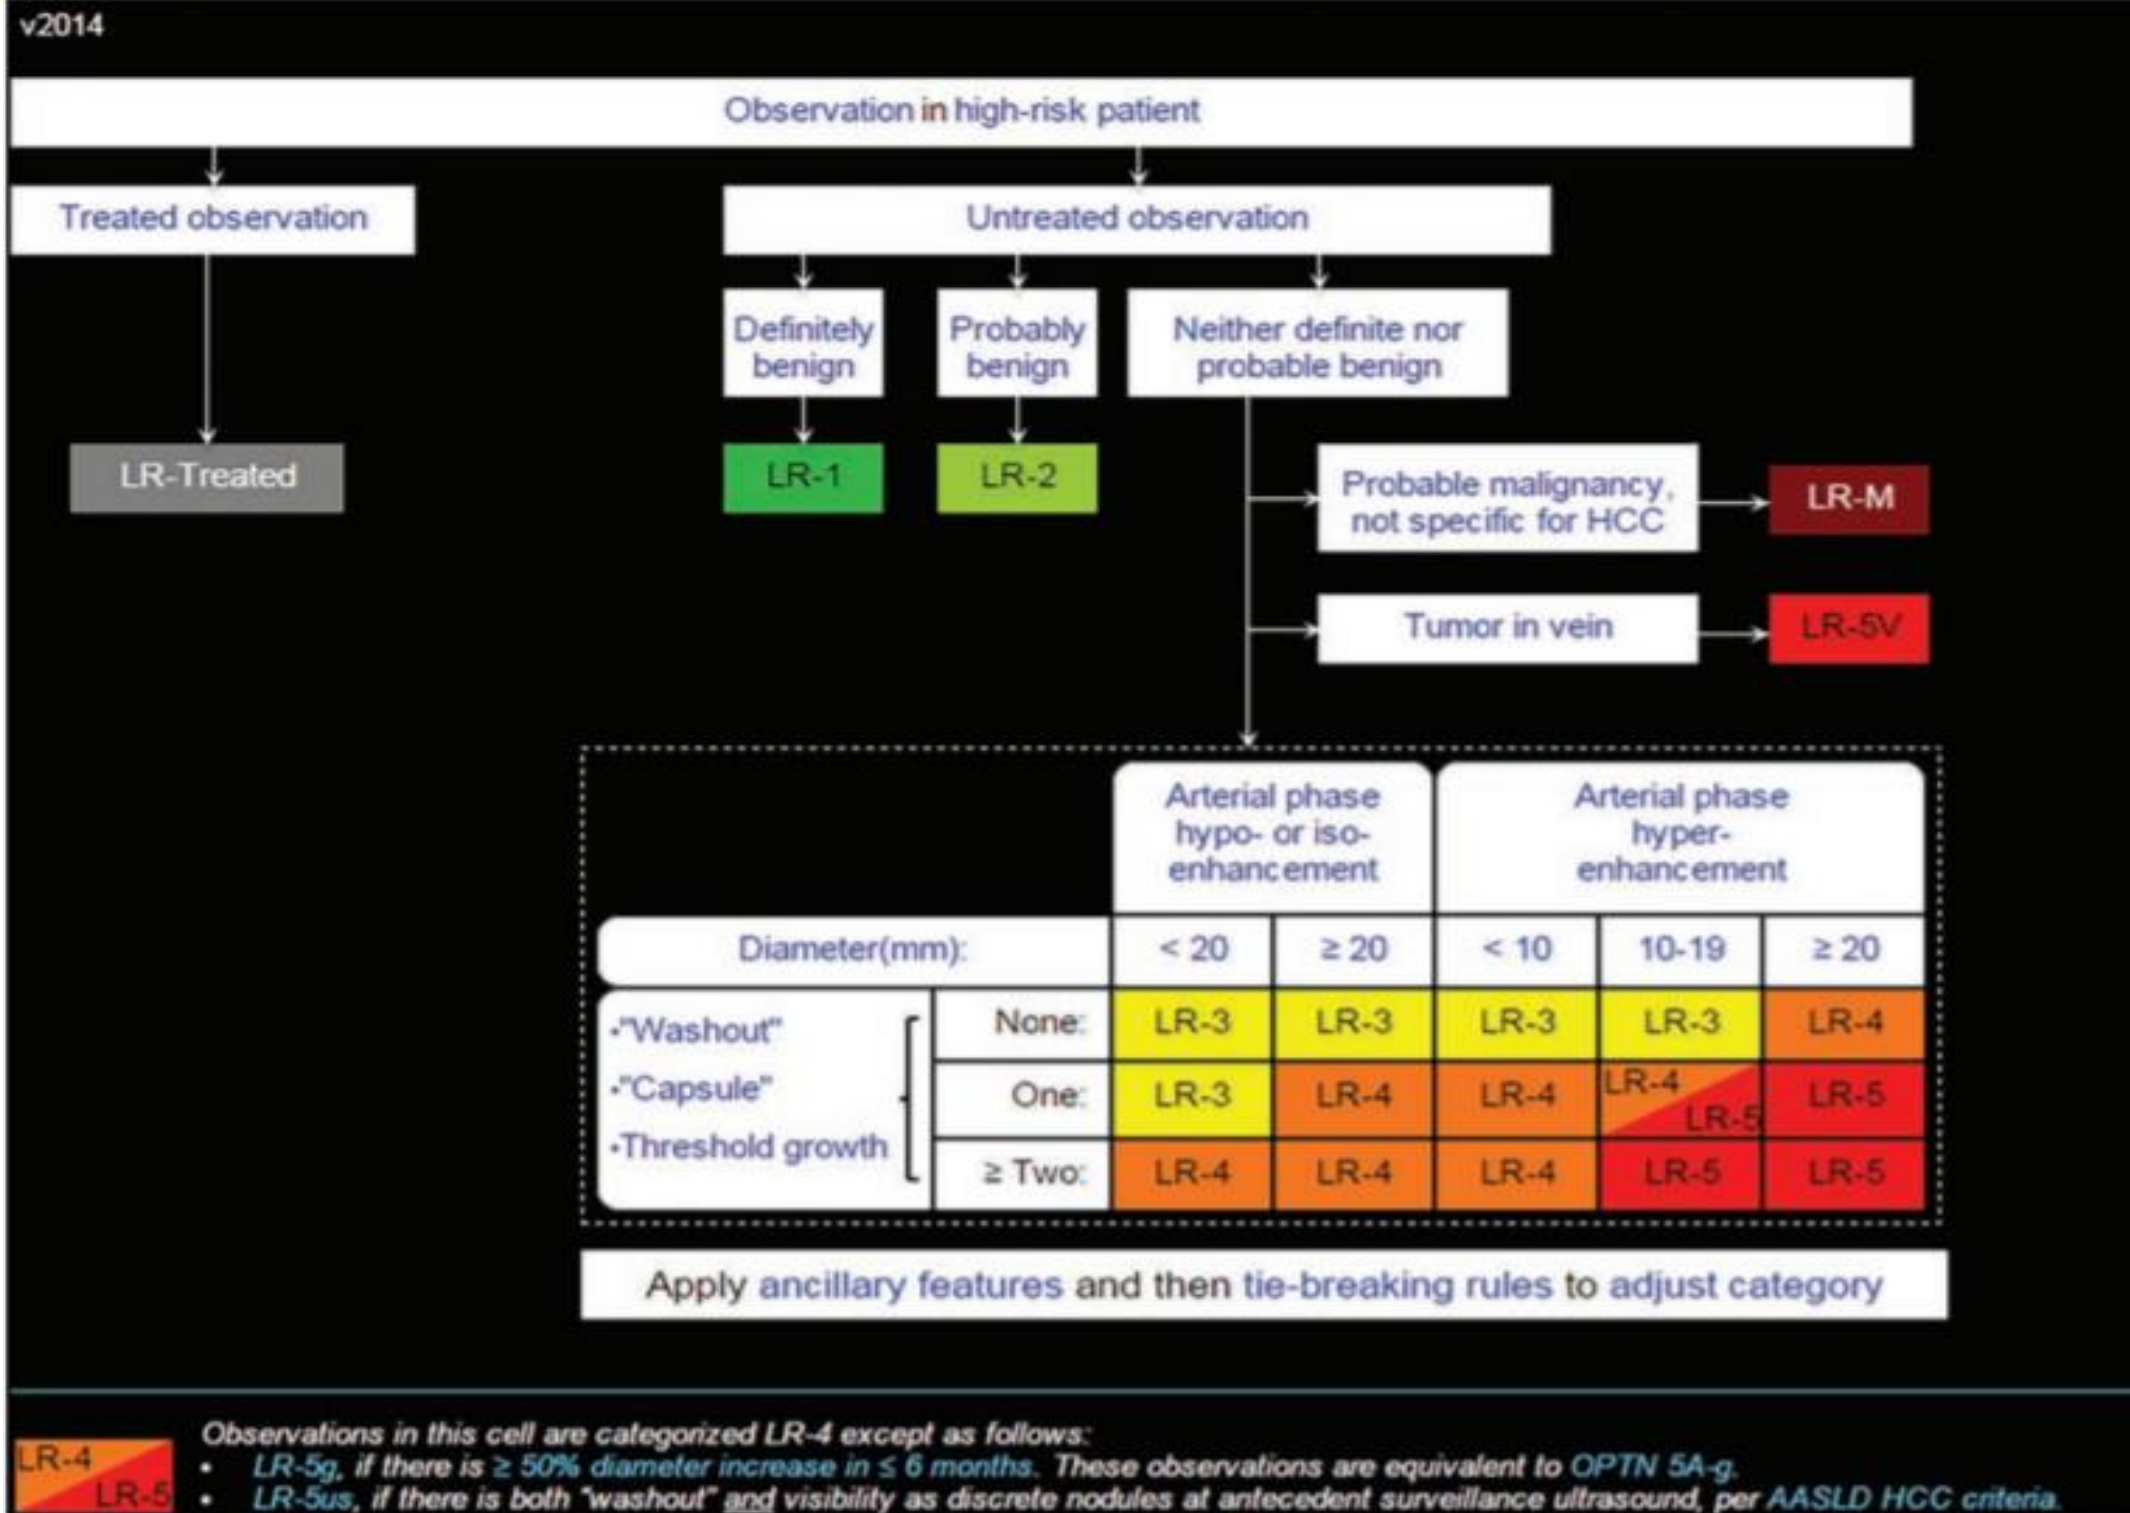 v2014
Observation in high-risk patient
Treated observation
Untreated observation
Definitely
benign
Probably
benign
Neither definite nor
probable benign
LR-Treated
LR-1
LR-2
Probable malignancy,
not specific for HCC
LR-M
Tumor in vein
LR-5V
Arterial phase
hypo- or iso-
enhancement
Arterial phase
hyper-
enhancement
Diameter(mm): < 20 ≥ 20 < 10 10-19 ≥ 20
•"Washout"
•"Capsule"
•Threshold growth
None: LR-3 LR-3 LR-3 LR-3 LR-4
One: LR-3 LR-4 LR-4 LR-4 LR-5 LR-5
≥ Two: LR-4 LR-4 LR-4 LR-5 LR-5
Apply ancillary features and then tie-breaking rules to adjust category
LR-4
LR-5
Observations in this cell are categorized LR-4 except as follows:
• LR-5g, if there is ≥ 50% diameter increase in ≤ 6 months. These observations are equivalent to OPTN 5A-g.
• LR-5us, if there is both "washout" and visibility as discrete nodules at antecedent surveillance ultrasound, per AASLD HCC criteria.